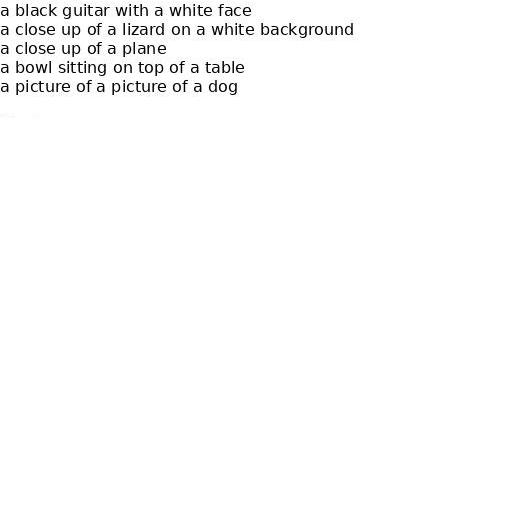 a black guitar with a white face
a close up of a lizard on a white background
a close up of a plane
a bowl sitting on top of a table
a picture of a picture of a dog